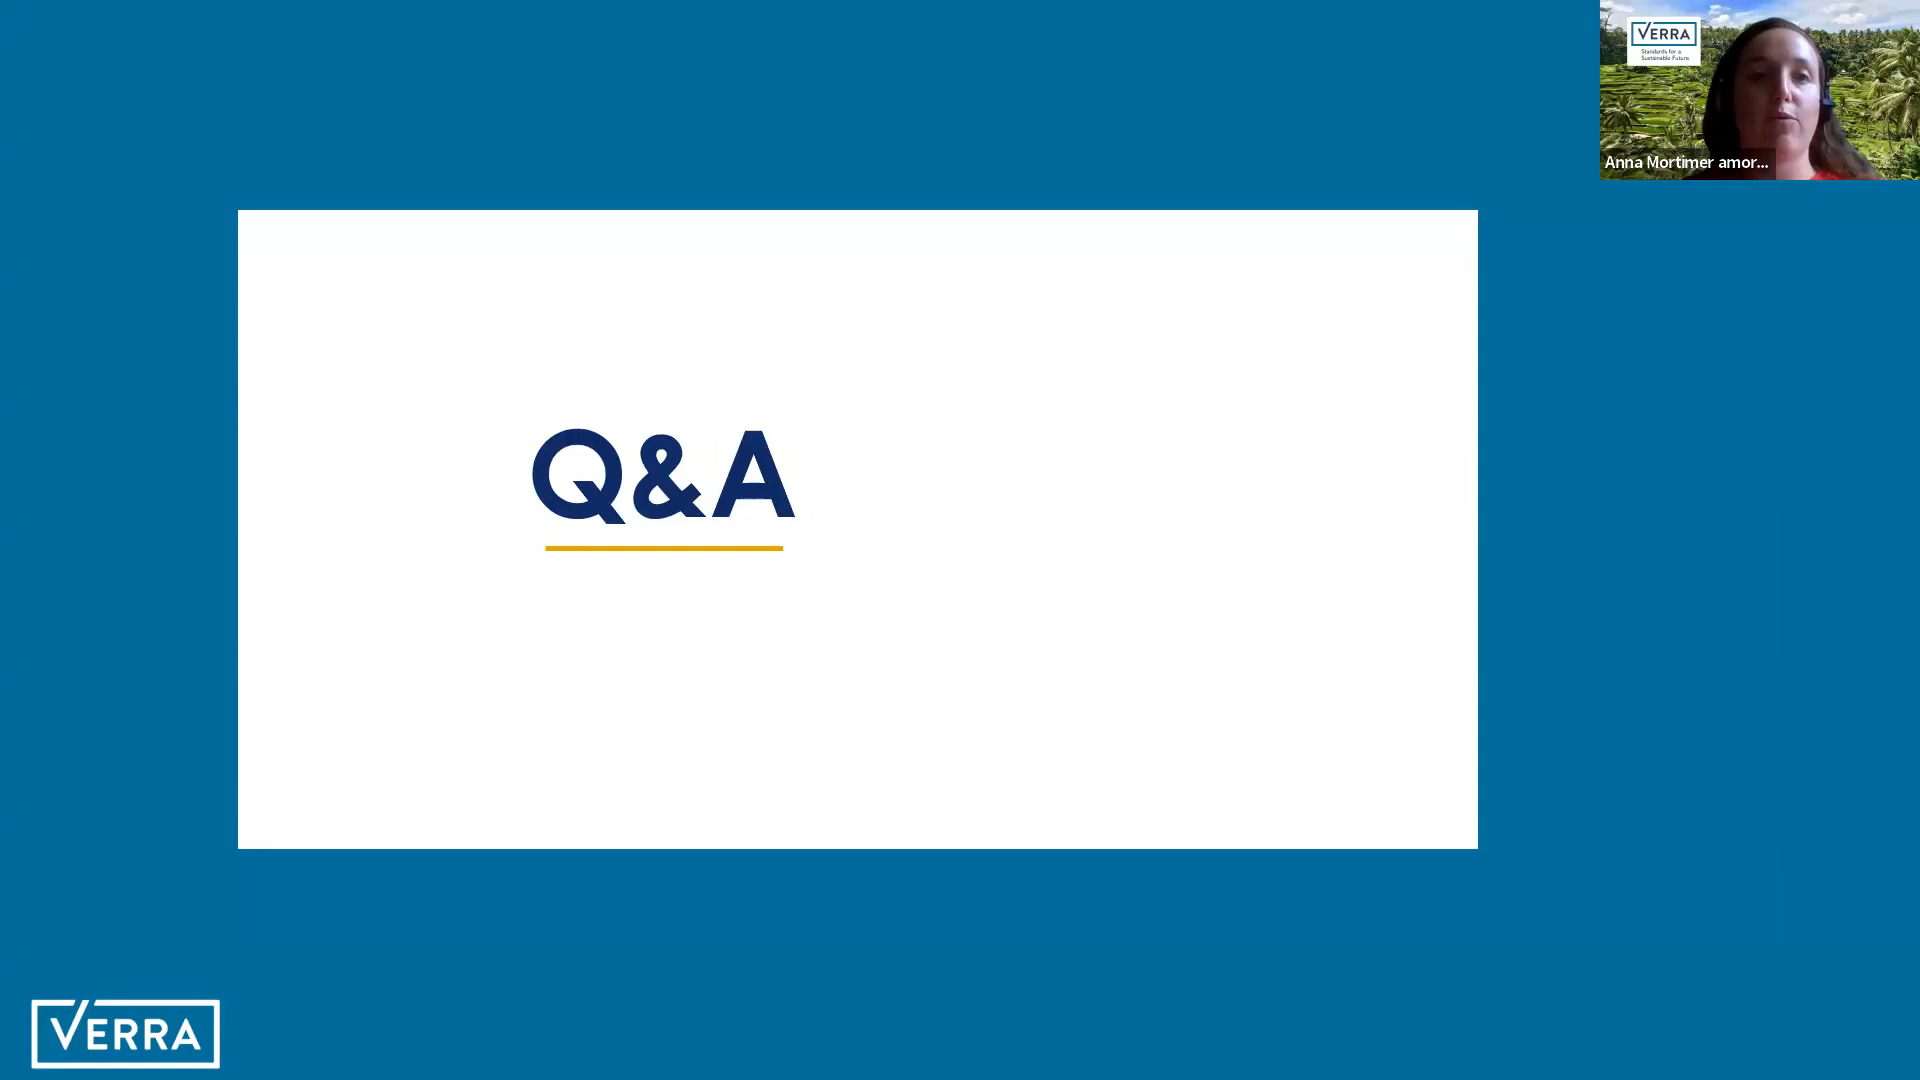 VERRA
Standards for a
Sustainable Future
Anna Mortimer amor...
Q&A
VERRA